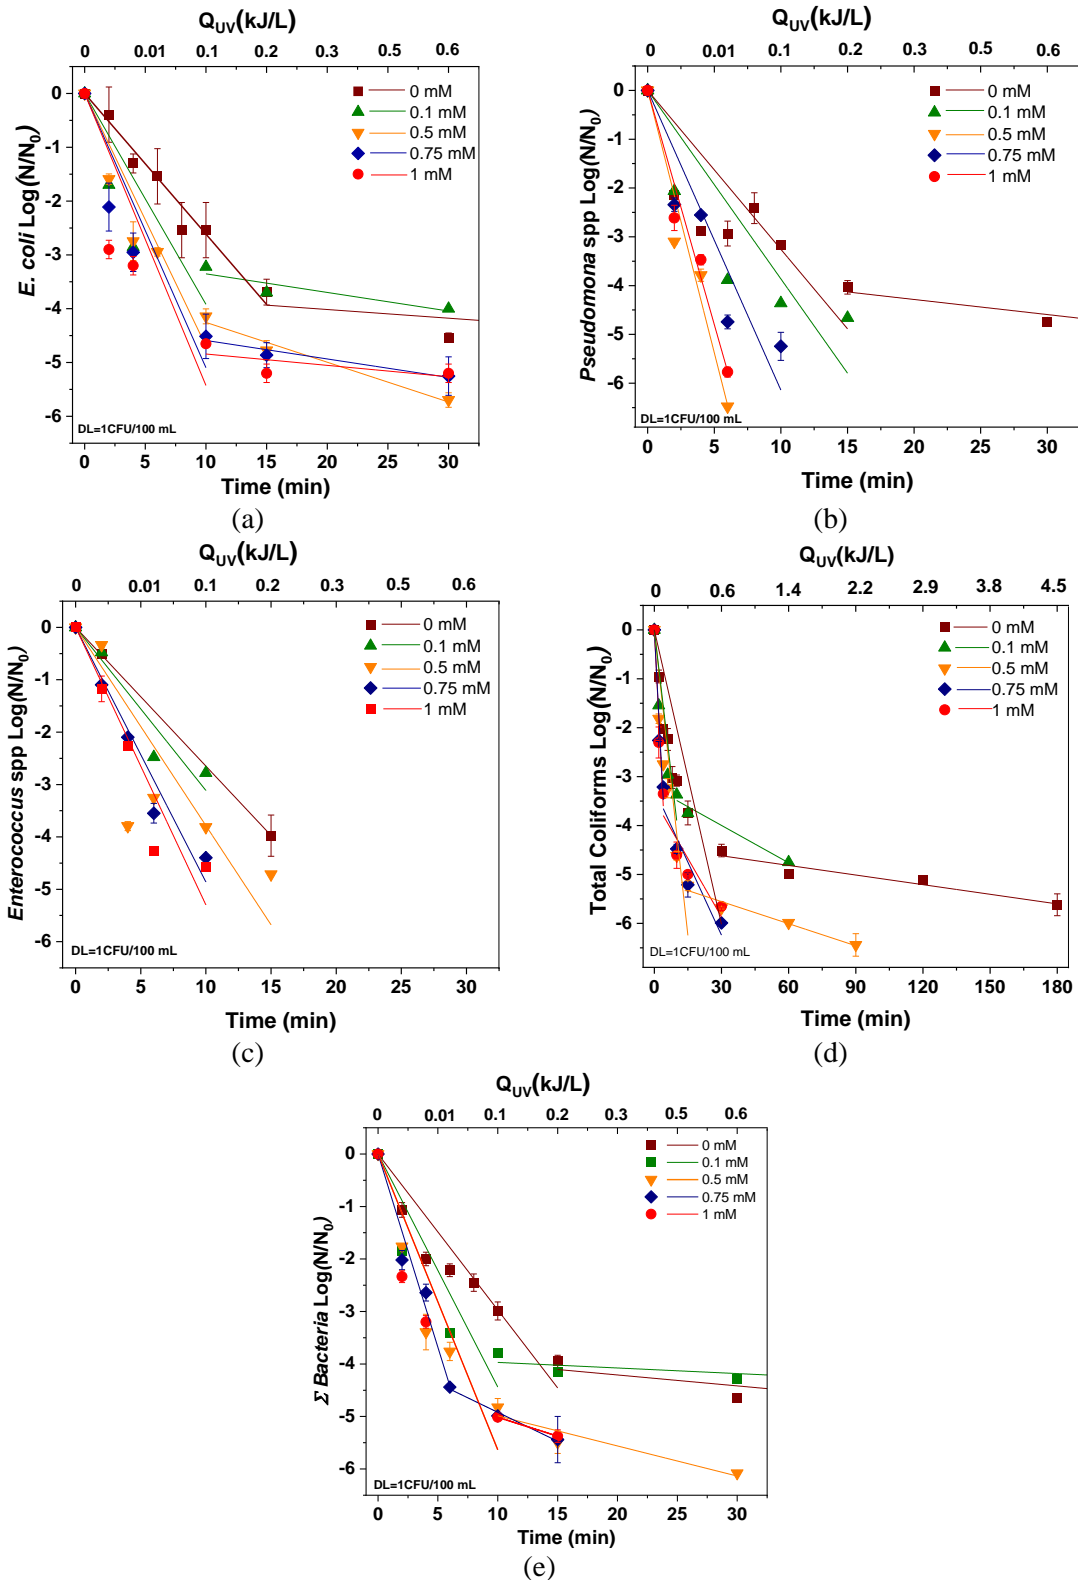 Q_UV(kJ/L)
0 0.01 0.1 0.2 0.3 0.5 0.6
E. coli Log(N/N₀)
0
-1
-2
-3
-4
-5
-6
0 mM
0.1 mM
0.5 mM
0.75 mM
1 mM
DL=1CFU/100 mL
0 5 10 15 20 25 30
Time (min)
(a)
Q_UV(kJ/L)
0 0.01 0.1 0.2 0.3 0.5 0.6
Pseudomona spp Log(N/N₀)
0
-1
-2
-3
-4
-5
-6
0 mM
0.1 mM
0.5 mM
0.75 mM
1 mM
DL=1CFU/100 mL
0 5 10 15 20 25 30
Time (min)
(b)
Q_UV(kJ/L)
0 0.01 0.1 0.2 0.3 0.5 0.6
Enterococcus spp Log(N/N₀)
0
-1
-2
-3
-4
-5
-6
0 mM
0.1 mM
0.5 mM
0.75 mM
1 mM
DL=1CFU/100 mL
0 5 10 15 20 25 30
Time (min)
(c)
Q_UV(kJ/L)
0 0.6 1.4 2.2 2.9 3.8 4.5
Total Coliforms Log(N/N₀)
0
-1
-2
-3
-4
-5
-6
0 mM
0.1 mM
0.5 mM
0.75 mM
1 mM
DL=1CFU/100 mL
0 30 60 90 120 150 180
Time (min)
(d)
Q_UV(kJ/L)
0 0.01 0.1 0.2 0.3 0.5 0.6
Σ Bacteria Log(N/N₀)
0
-1
-2
-3
-4
-5
-6
0 mM
0.1 mM
0.5 mM
0.75 mM
1 mM
DL=1CFU/100 mL
0 5 10 15 20 25 30
Time (min)
(e)